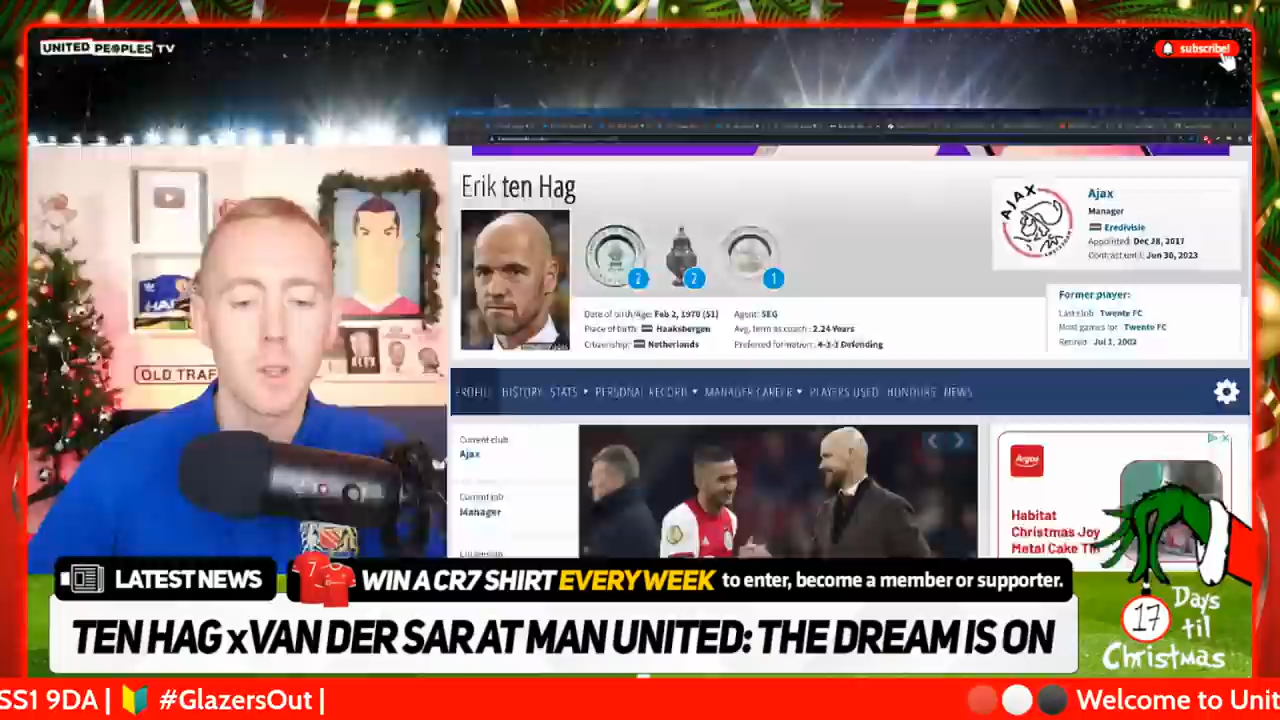 UNITED PEOPLES TV
subscribe!
Erik ten Hag
2
2
1
Date of birth/Age: Feb 2, 1970 (51)
Place of birth: Haaksbergen
Citizenship: Netherlands
Agent: SEG
Avg. term as coach : 2.24 Years
Preferred formation : 4-3-3 Defending
AJAX
Ajax
Manager
Eredivisie
Appointed: Dec 28, 2017
Contract until: Jun 30, 2023
Former player:
Last club: Twente FC
Most games for: Twente FC
Retired: Jul 1, 2002
PROFILE HISTORY STATS PERSONAL RECORD MANAGER CAREER PLAYERS USED HONOURS NEWS
Current club
Ajax
Current job
Manager
OLD TRAF
Argos
Habitat
Christmas Joy
Metal Cake Tin
LATEST NEWS
7
WIN A CR7 SHIRT EVERY WEEK to enter, become a member or supporter.
TEN HAG x VAN DER SAR AT MAN UNITED: THE DREAM IS ON
17 Days
til
Christmas
SS1 9DA | #GlazersOut |
Welcome to Unit